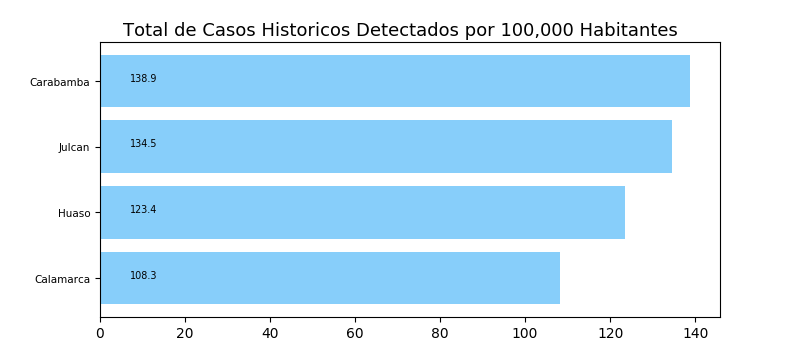 Total de Casos Historicos Detectados por 100,000 Habitantes
Carabamba 138.9
Julcan 134.5
Huaso 123.4
Calamarca 108.3
0 20 40 60 80 100 120 140